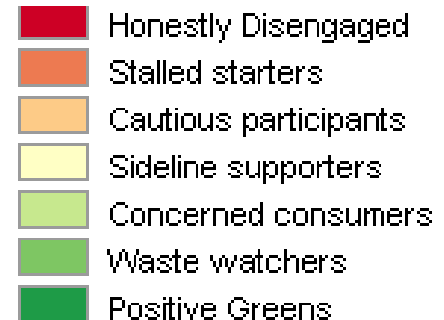 Honestly Disengaged
Stalled starters
Cautious participants
Sideline supporters
Concerned consumers
Waste watchers
Positive Greens